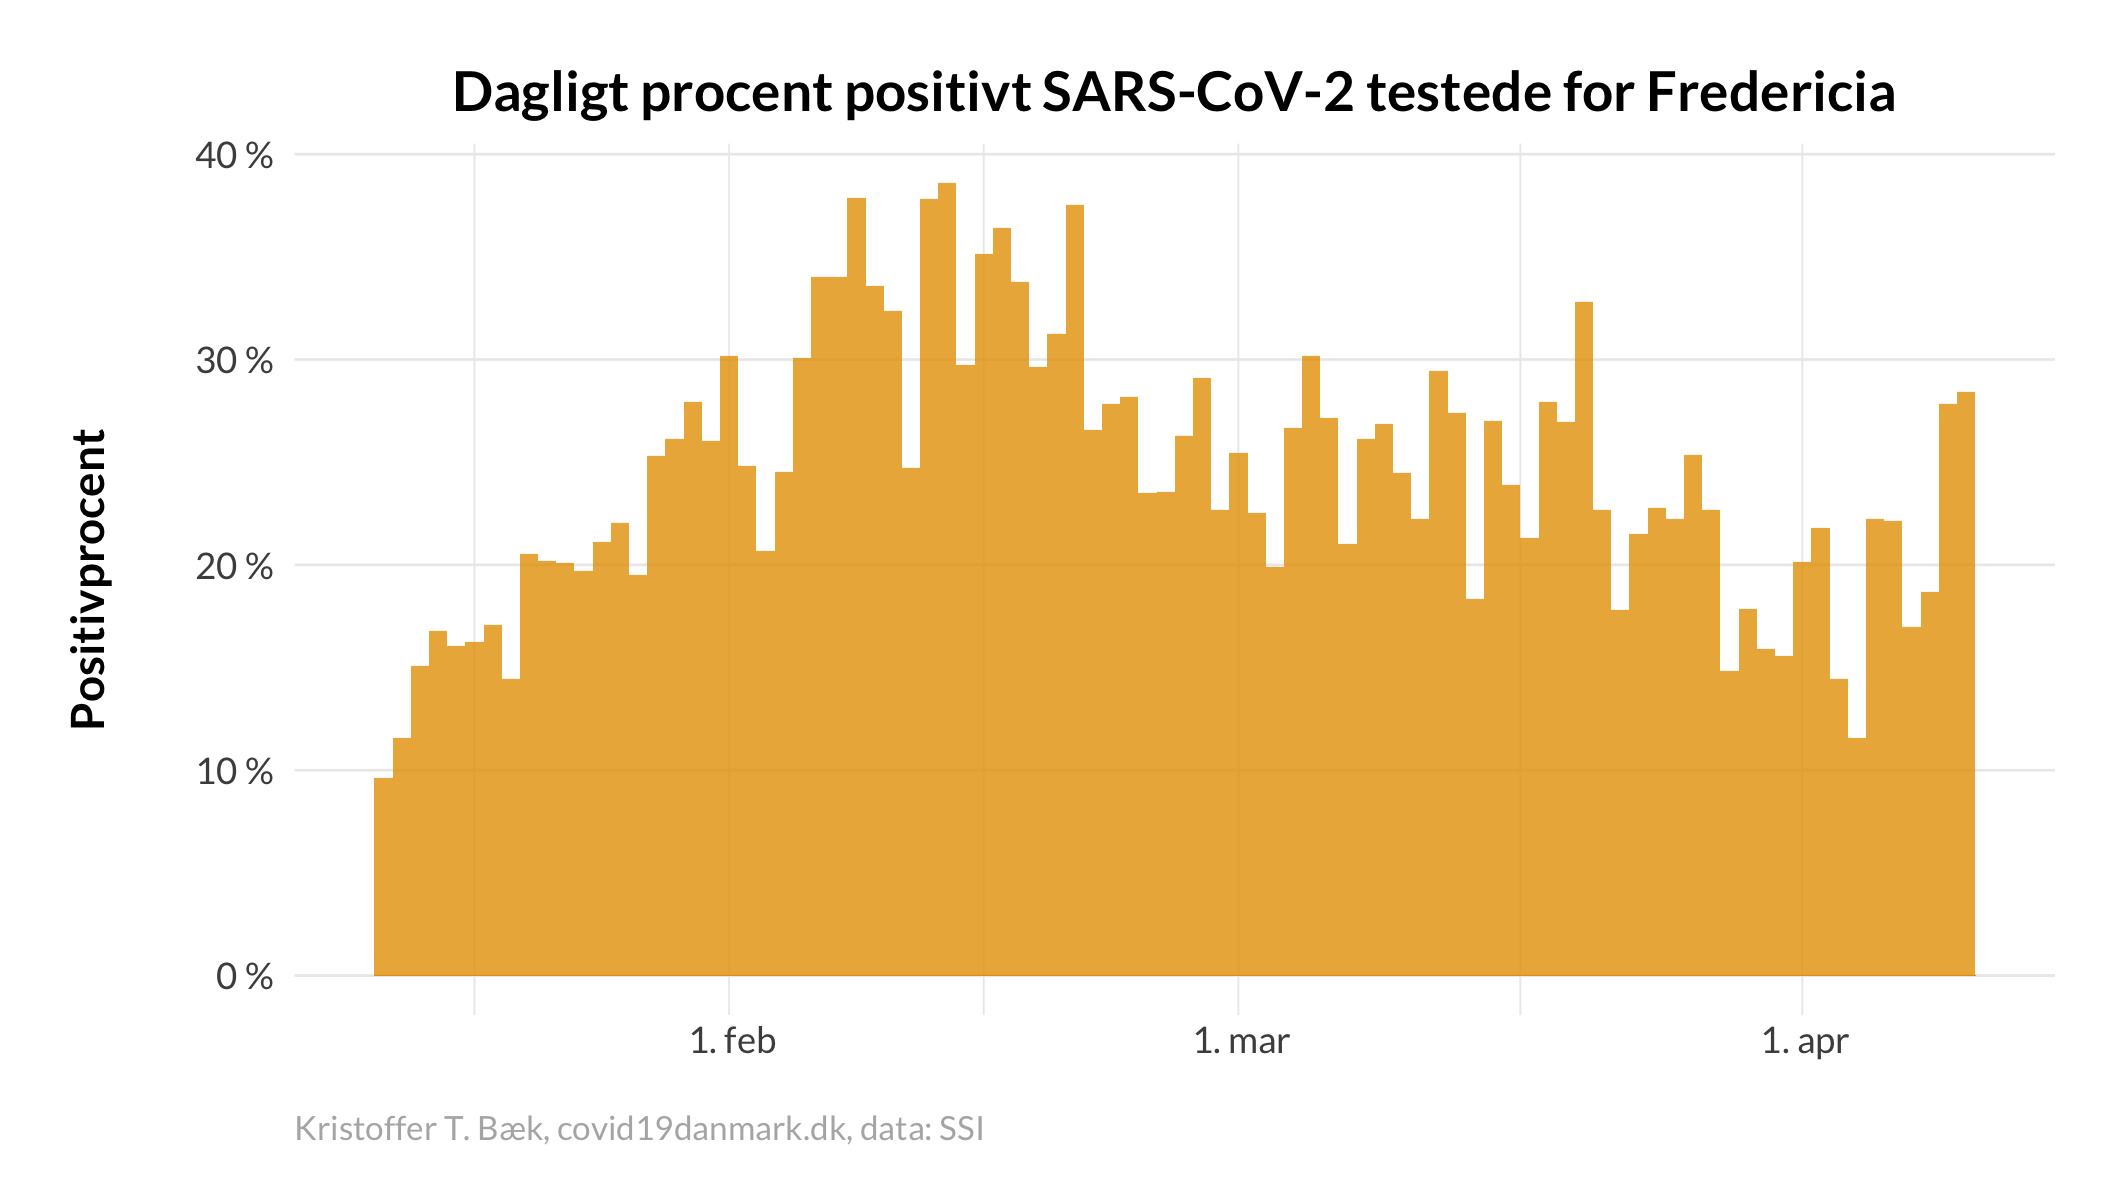 Dagligt procent positivt SARS-CoV-2 testede for Fredericia
Positivprocent
40 %
30 %
20 %
10 %
0 %
1. feb
1. mar
1. apr
Kristoffer T. Bæk, covid19danmark.dk, data: SSI